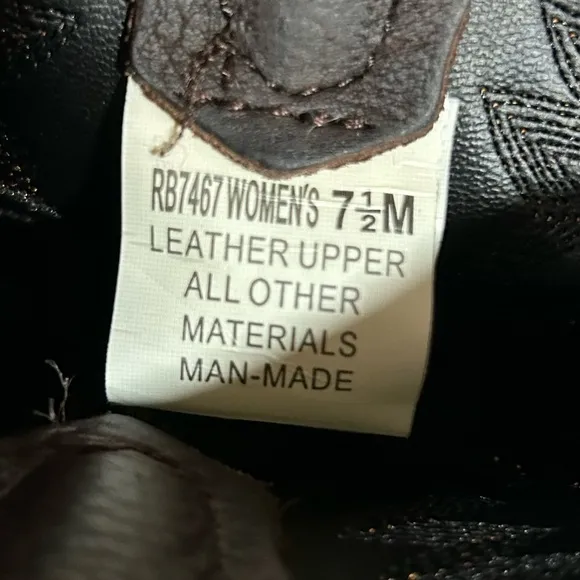 RB7467 WOMEN'S 7½M
LEATHER UPPER
ALL OTHER
MATERIALS
MAN-MADE